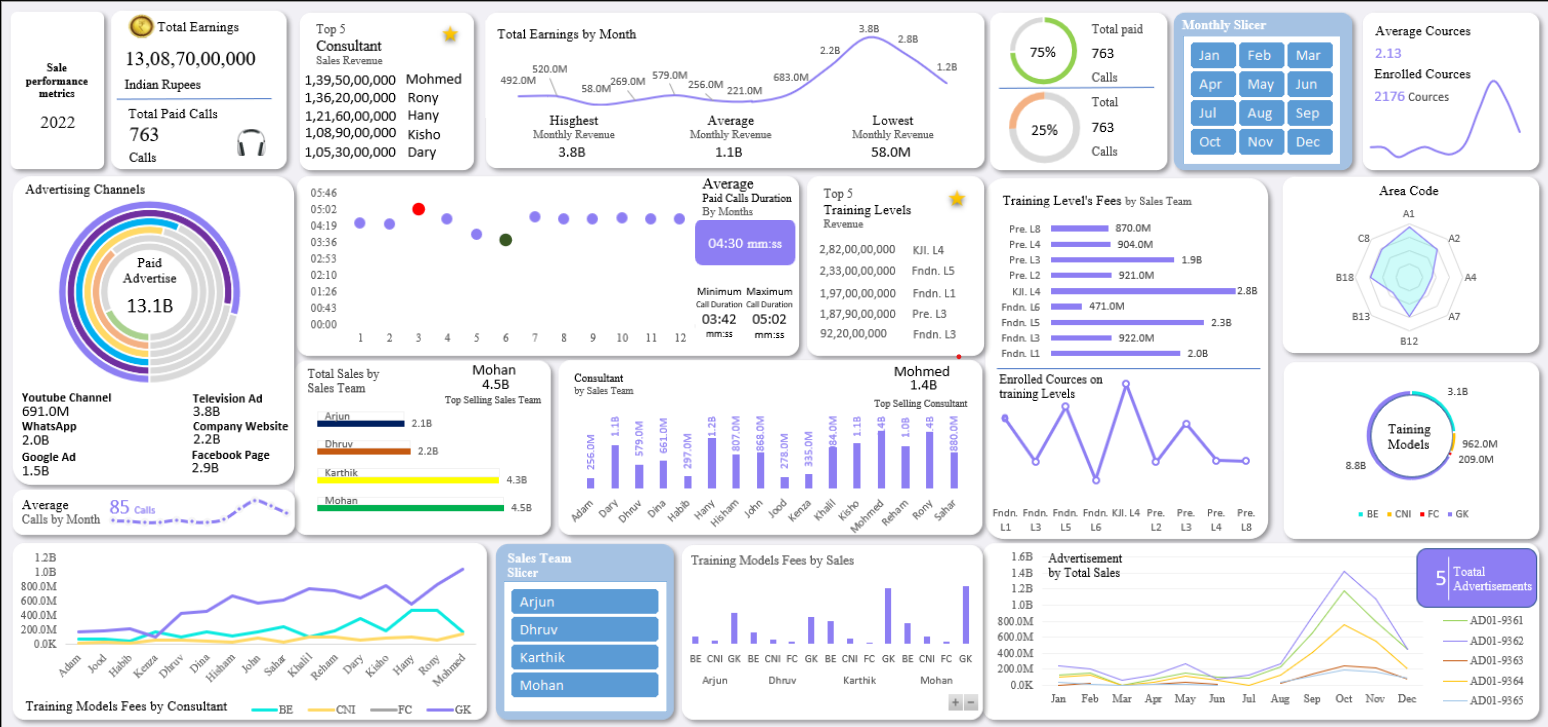 Sale
performance
metrics
2022
Total Earnings
13,08,70,00,000
Indian Rupees
Total Paid Calls
763
Calls
Top 5
Consultant
Sales Revenue
1,39,50,00,000 Mohmed
1,36,20,00,000 Rony
1,21,60,00,000 Hany
1,08,90,00,000 Kisho
1,05,30,00,000 Dary
Total Earnings by Month
492.0M
520.0M
58.0M
269.0M
579.0M
256.0M
221.0M
683.0M
2.2B
3.8B
2.8B
1.2B
Hisghest
Monthly Revenue
3.8B
Average
Monthly Revenue
1.1B
Lowest
Monthly Revenue
58.0M
75%
Total paid
763
Calls
25%
Total
763
Calls
Monthly Slicer
Jan Feb Mar
Apr May Jun
Jul Aug Sep
Oct Nov Dec
Average Cources
2.13
Enrolled Cources
2176 Cources
Advertising Channels
Paid
Advertise
13.1B
Youtube Channel
691.0M
WhatsApp
2.0B
Google Ad
1.5B
Television Ad
3.8B
Company Website
2.2B
Facebook Page
2.9B
Average
Calls by Month
85 Calls
05:46
05:02
04:19
03:36
02:53
02:10
01:26
00:43
00:00
1 2 3 4 5 6 7 8 9 10 11 12
Average
Paid Calls Duration
By Months
04:30 mm:ss
Minimum
Call Duration
03:42
mm:ss
Maximum
Call Duration
05:02
mm:ss
Top 5
Training Levels
Revenue
2,82,00,00,000 KJl. L4
2,33,00,00,000 Fndn. L5
1,97,00,00,000 Fndn. L1
1,87,90,00,000 Pre. L3
92,20,00,000 Fndn. L3
Training Level's Fees by Sales Team
Pre. L8 870.0M
Pre. L4 904.0M
Pre. L3 1.9B
Pre. L2 921.0M
KJl. L4 2.8B
Fndn. L6 471.0M
Fndn. L5 2.3B
Fndn. L3 922.0M
Fndn. L1 2.0B
Enrolled Cources on
training Levels
Fndn. Fndn. Fndn. Fndn. KJl. L4 Pre. Pre. Pre. Pre.
L1 L3 L5 L6 L2 L3 L4 L8
Area Code
A1
A2
A4
A7
B12
B13
B18
C8
Taining
Models
3.1B
962.0M
209.0M
8.8B
BE CNI FC GK
Total Sales by
Sales Team
Mohan
4.5B
Top Selling Sales Team
Arjun
2.1B
Dhruv
2.2B
Karthik
4.3B
Mohan
4.5B
Consultant
by Sales Team
Mohmed
1.4B
Top Selling Consultant
256.0M 1.1B 579.0M 661.0M 297.0M 1.2B 807.0M 868.0M 278.0M 335.0M 84.0M 1.1B 4B 1.0B .4B 880.0M
Adam Dary Dhruv Dina Habib Hany Hisham John Jood Kenza Khalil Kisho Mohmed Reham Rony Sahar
1.2B
1.0B
800.0M
600.0M
400.0M
200.0M
0.0K
Adam Jood Habib Kenza Dhruv Dina Hisham John Sahar Khalil Reham Dary Kisho Hany Rony Mohmed
Training Models Fees by Consultant
BE CNI FC GK
Sales Team
Slicer
Arjun
Dhruv
Karthik
Mohan
Training Models Fees by Sales
BE CNI GK BE CNI FC GK BE CNI FC GK BE CNI FC GK
Arjun Dhruv Karthik Mohan
+ −
Advertisement
by Total Sales
1.6B
1.4B
1.2B
1.0B
800.0M
600.0M
400.0M
200.0M
0.0K
Jan Feb Mar Apr May Jun Jul Aug Sep Oct Nov Dec
5 Toatal
Advertisements
AD01-9361
AD01-9362
AD01-9363
AD01-9364
AD01-9365